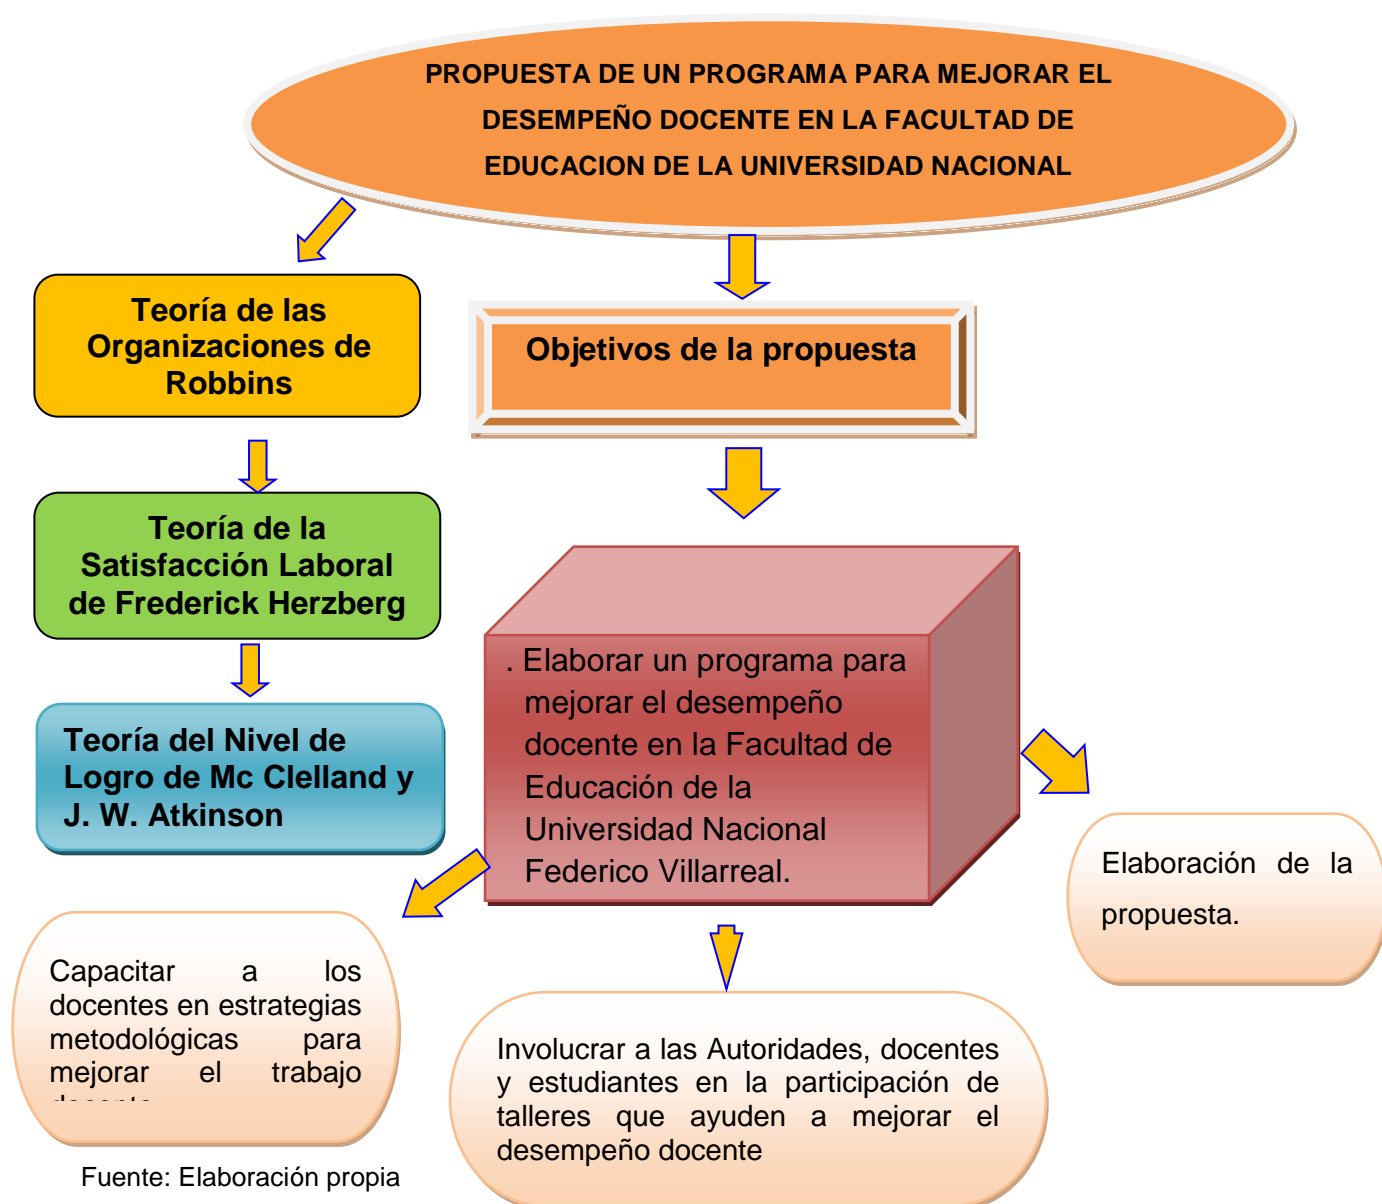 PROPUESTA DE UN PROGRAMA PARA MEJORAR EL
DESEMPEÑO DOCENTE EN LA FACULTAD DE
EDUCACION DE LA UNIVERSIDAD NACIONAL
Teoría de las
Organizaciones de
Robbins
Objetivos de la propuesta
Teoría de la
Satisfacción Laboral
de Frederick Herzberg
Teoría del Nivel de
Logro de Mc Clelland y
J. W. Atkinson
. Elaborar un programa para
mejorar el desempeño
docente en la Facultad de
Educación de la
Universidad Nacional
Federico Villarreal.
Elaboración de la
propuesta.
Capacitar a los
docentes en estrategias
metodológicas para
mejorar el trabajo
Involucrar a las Autoridades, docentes
y estudiantes en la participación de
talleres que ayuden a mejorar el
desempeño docente
Fuente: Elaboración propia